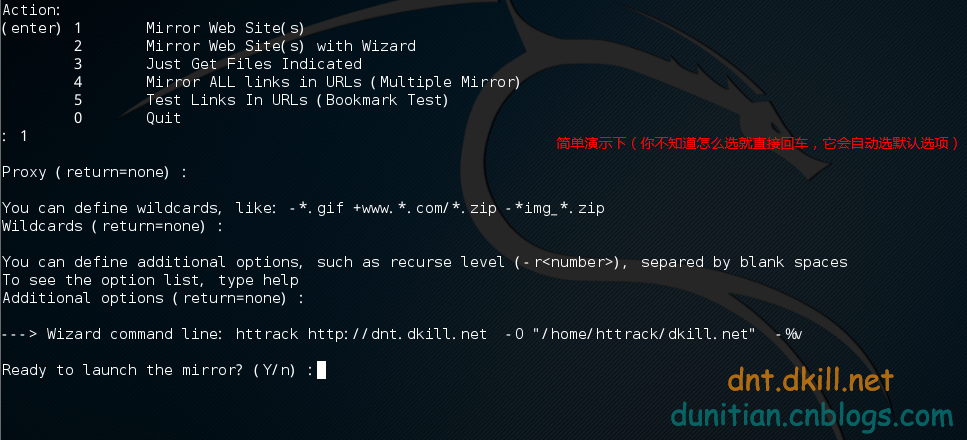 Action:
(enter) 1 Mirror Web Site(s)
2 Mirror Web Site(s) with Wizard
3 Just Get Files Indicated
4 Mirror ALL links in URLs (Multiple Mirror)
5 Test Links In URLs (Bookmark Test)
0 Quit
: 1
简单演示下（你不知道怎么选就直接回车，它会自动选默认选项）
Proxy (return=none) :
You can define wildcards, like: -*.gif +www.*.com/*.zip -*img_*.zip
Wildcards (return=none) :
You can define additional options, such as recurse level (-r<number>), separed by blank spaces
To see the option list, type help
Additional options (return=none) :
---> Wizard command line: httrack http://dnt.dkill.net -O "/home/httrack/dkill.net" -%v
Ready to launch the mirror? (Y/n) :
dnt.dkill.net
dunitian.cnblogs.com